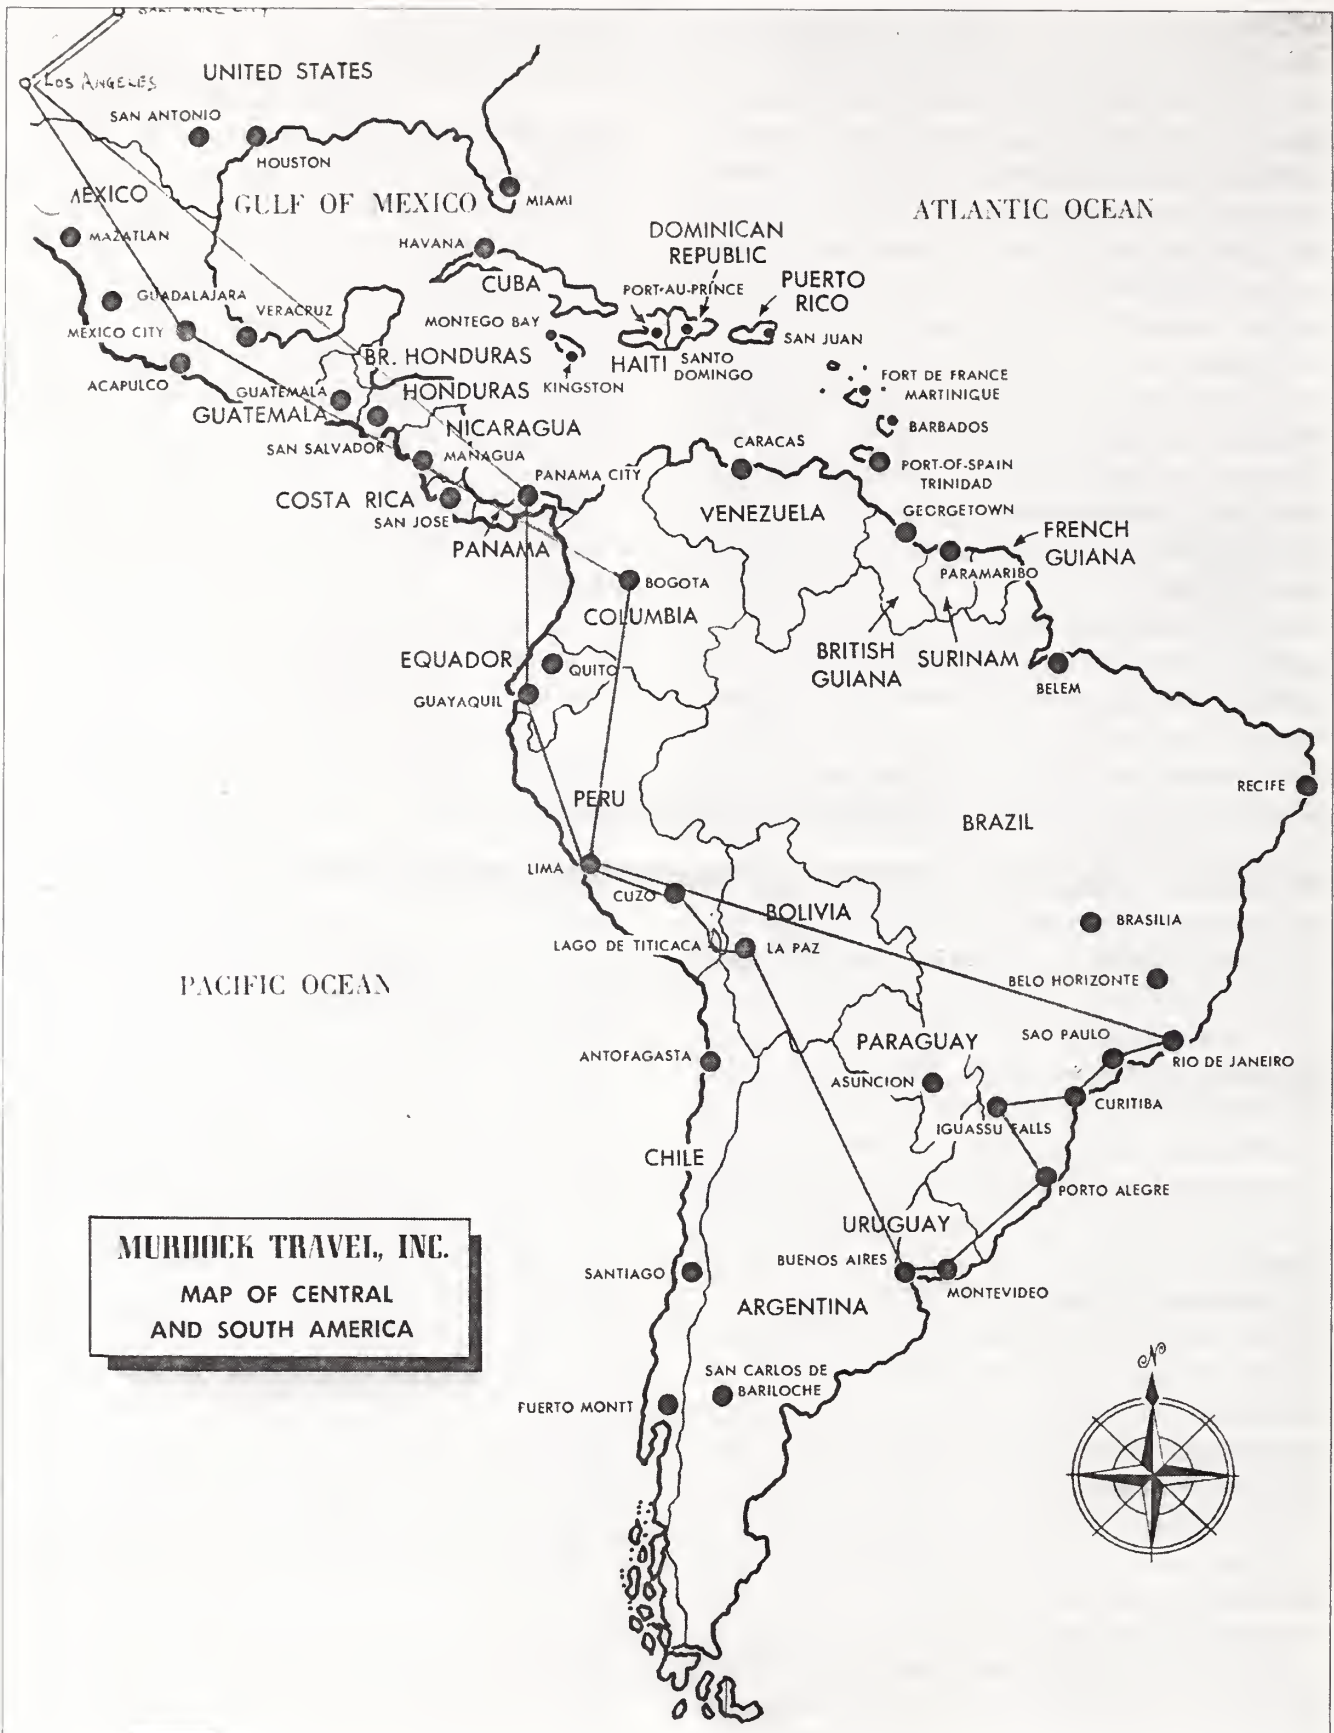 SALT LAKE CITY
LOS ANGELES
UNITED STATES
SAN ANTONIO
HOUSTON
MEXICO
GULF OF MEXICO
MIAMI
ATLANTIC OCEAN
MAZATLAN
HAVANA
CUBA
DOMINICAN
REPUBLIC
PORT-AU-PRINCE
PUERTO
RICO
GUADALAJARA
VERACRUZ
MEXICO CITY
MONTEGO BAY
SAN JUAN
BR. HONDURAS
HAITI
SANTO
DOMINGO
ACAPULCO
GUATEMALA
HONDURAS
KINGSTON
FORT DE FRANCE
MARTINIQUE
GUATEMALA
NICARAGUA
BARBADOS
SAN SALVADOR
MANAGUA
CARACAS
PORT-OF-SPAIN
TRINIDAD
PANAMA CITY
COSTA RICA
SAN JOSE
VENEZUELA
GEORGETOWN
FRENCH
GUIANA
PANAMA
PARAMARIBO
BOGOTA
COLUMBIA
BRITISH
GUIANA
SURINAM
EQUADOR
QUITO
BELEM
GUAYAQUIL
RECIFE
PERU
BRAZIL
LIMA
CUZO
BOLIVIA
BRASILIA
LAGO DE TITICACA
LA PAZ
PACIFIC OCEAN
BELO HORIZONTE
SAO PAULO
PARAGUAY
RIO DE JANEIRO
ANTOFAGASTA
ASUNCION
CURITIBA
IGUASSU FALLS
CHILE
PORTO ALEGRE
URUGUAY
MURDOCK TRAVEL, INC.
MAP OF CENTRAL
AND SOUTH AMERICA
BUENOS AIRES
SANTIAGO
MONTEVIDEO
ARGENTINA
SAN CARLOS DE
BARILOCHE
FUERTO MONTT
N